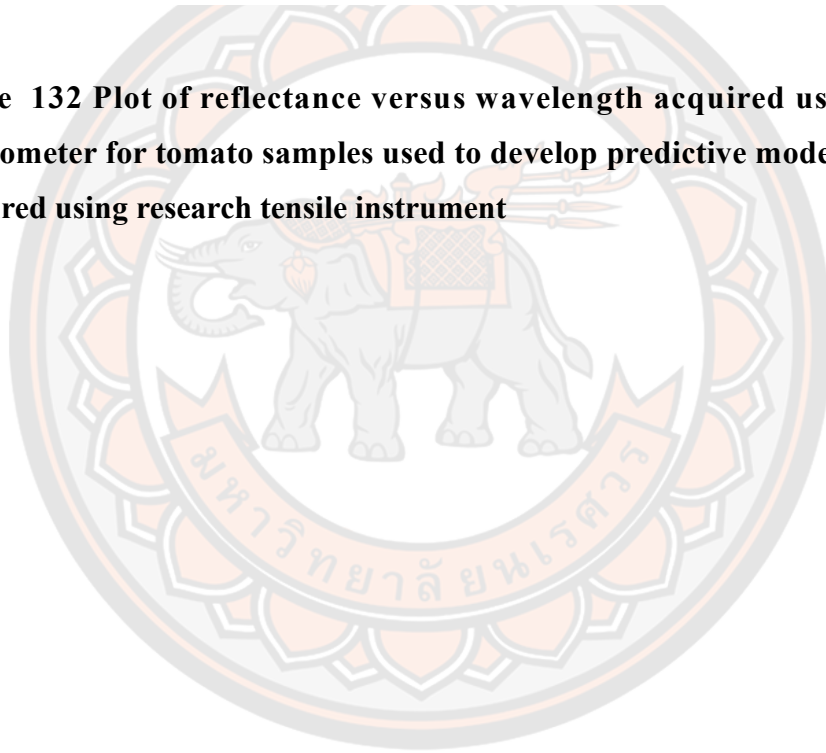 e 132 Plot of reflectance versus wavelength acquired us
ometer for tomato samples used to develop predictive mode
red using research tensile instrument
มหาวิทยาลัยนเรศวร